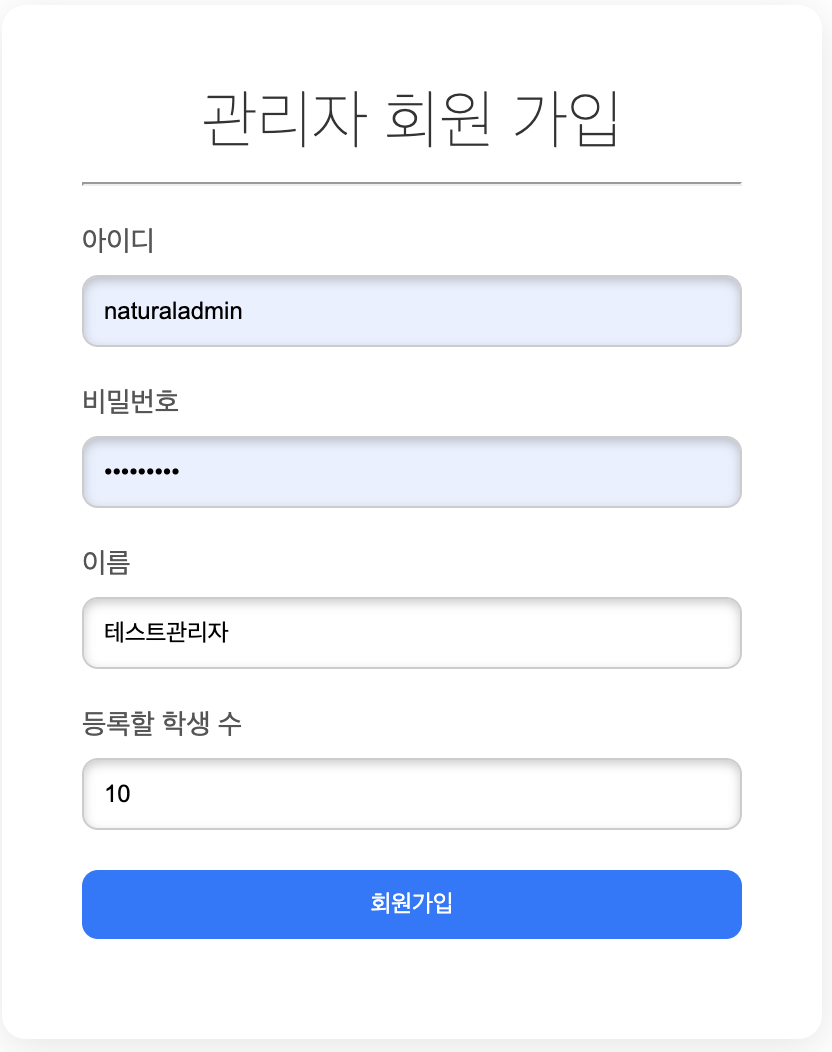 관리자 회원 가입
아이디
naturaladmin
비밀번호
•••••••••
이름
테스트관리자
등록할 학생 수
10
회원가입